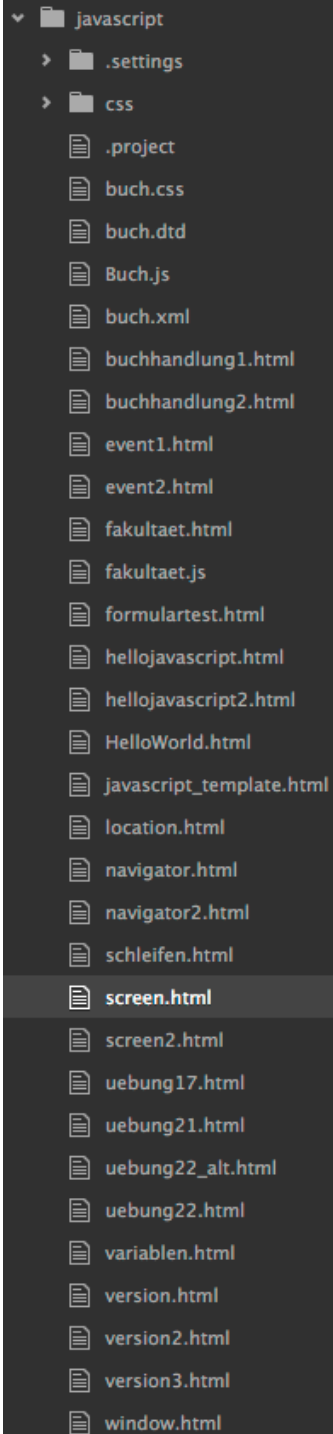 javascript
.settings
css
.project
buch.css
buch.dtd
Buch.js
buch.xml
buchhandlung1.html
buchhandlung2.html
event1.html
event2.html
fakultaet.html
fakultaet.js
formulartest.html
hellojavascript.html
hellojavascript2.html
HelloWorld.html
javascript_template.html
location.html
navigator.html
navigator2.html
schleifen.html
screen.html
screen2.html
uebung17.html
uebung21.html
uebung22_alt.html
uebung22.html
variablen.html
version.html
version2.html
version3.html
window.html